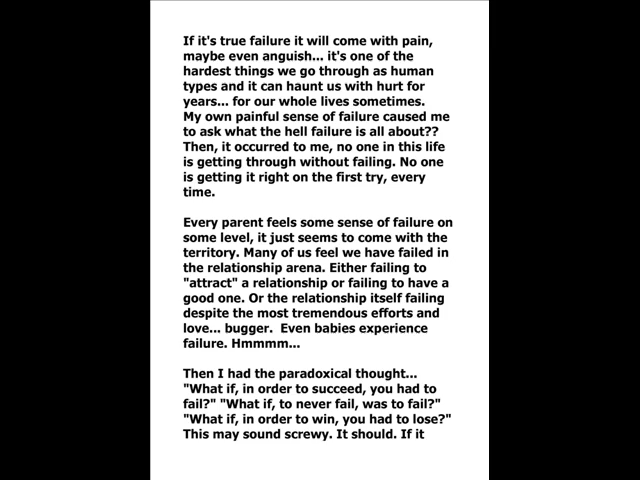 If it's true failure it will come with pain,
maybe even anguish... it's one of the
hardest things we go through as human
types and it can haunt us with hurt for
years... for our whole lives sometimes.
My own painful sense of failure caused me
to ask what the hell failure is all about??
Then, it occurred to me, no one in this life
is getting through without failing. No one
is getting it right on the first try, every
time.
Every parent feels some sense of failure on
some level, it just seems to come with the
territory. Many of us feel we have failed in
the relationship arena. Either failing to
"attract" a relationship or failing to have a
good one. Or the relationship itself failing
despite the most tremendous efforts and
love... bugger.  Even babies experience
failure. Hmmmm...
Then I had the paradoxical thought...
"What if, in order to succeed, you had to
fail?" "What if, to never fail, was to fail?"
"What if, in order to win, you had to lose?"
This may sound screwy. It should. If it